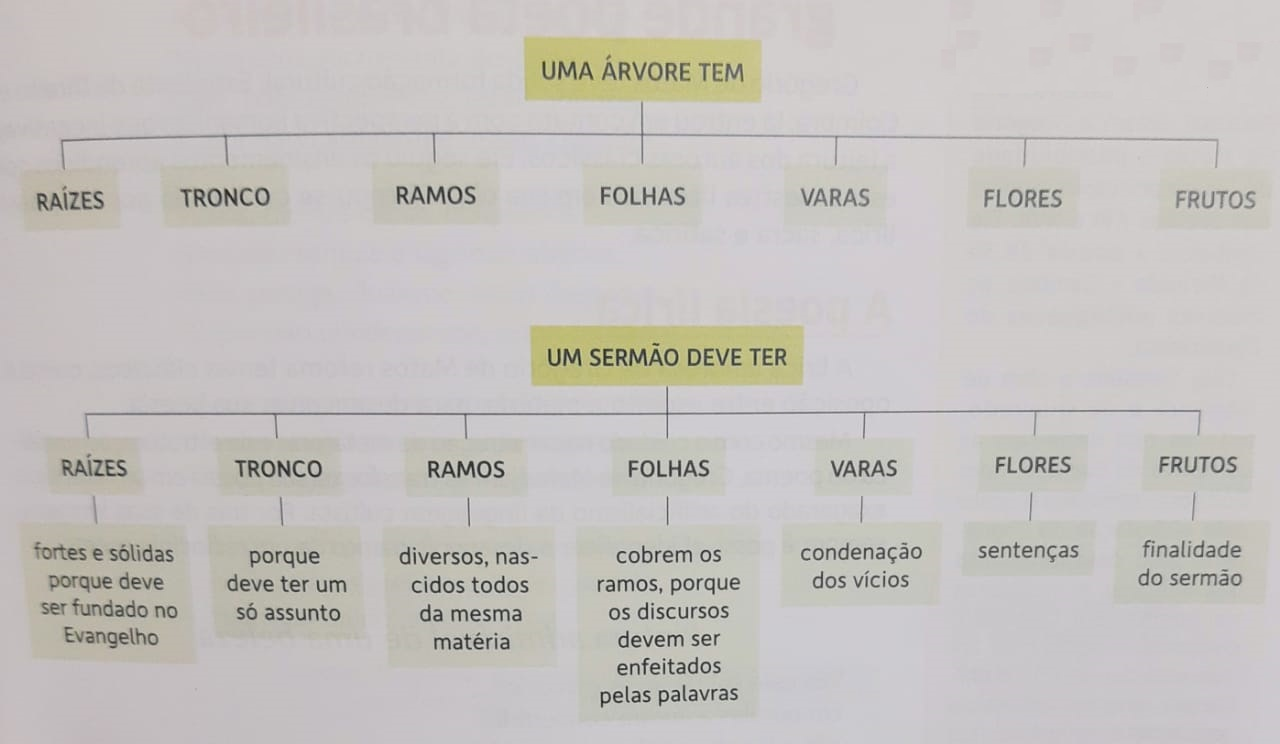 UMA ÁRVORE TEM
RAÍZES
TRONCO
RAMOS
FOLHAS
VARAS
FLORES
FRUTOS
UM SERMÃO DEVE TER
RAÍZES
fortes e sólidas
porque deve
ser fundado no
Evangelho
TRONCO
porque
deve ter um
só assunto
RAMOS
diversos, nas-
cidos todos
da mesma
matéria
FOLHAS
cobrem os
ramos, porque
os discursos
devem ser
enfeitados
pelas palavras
VARAS
condenação
dos vícios
FLORES
sentenças
FRUTOS
finalidade
do sermão